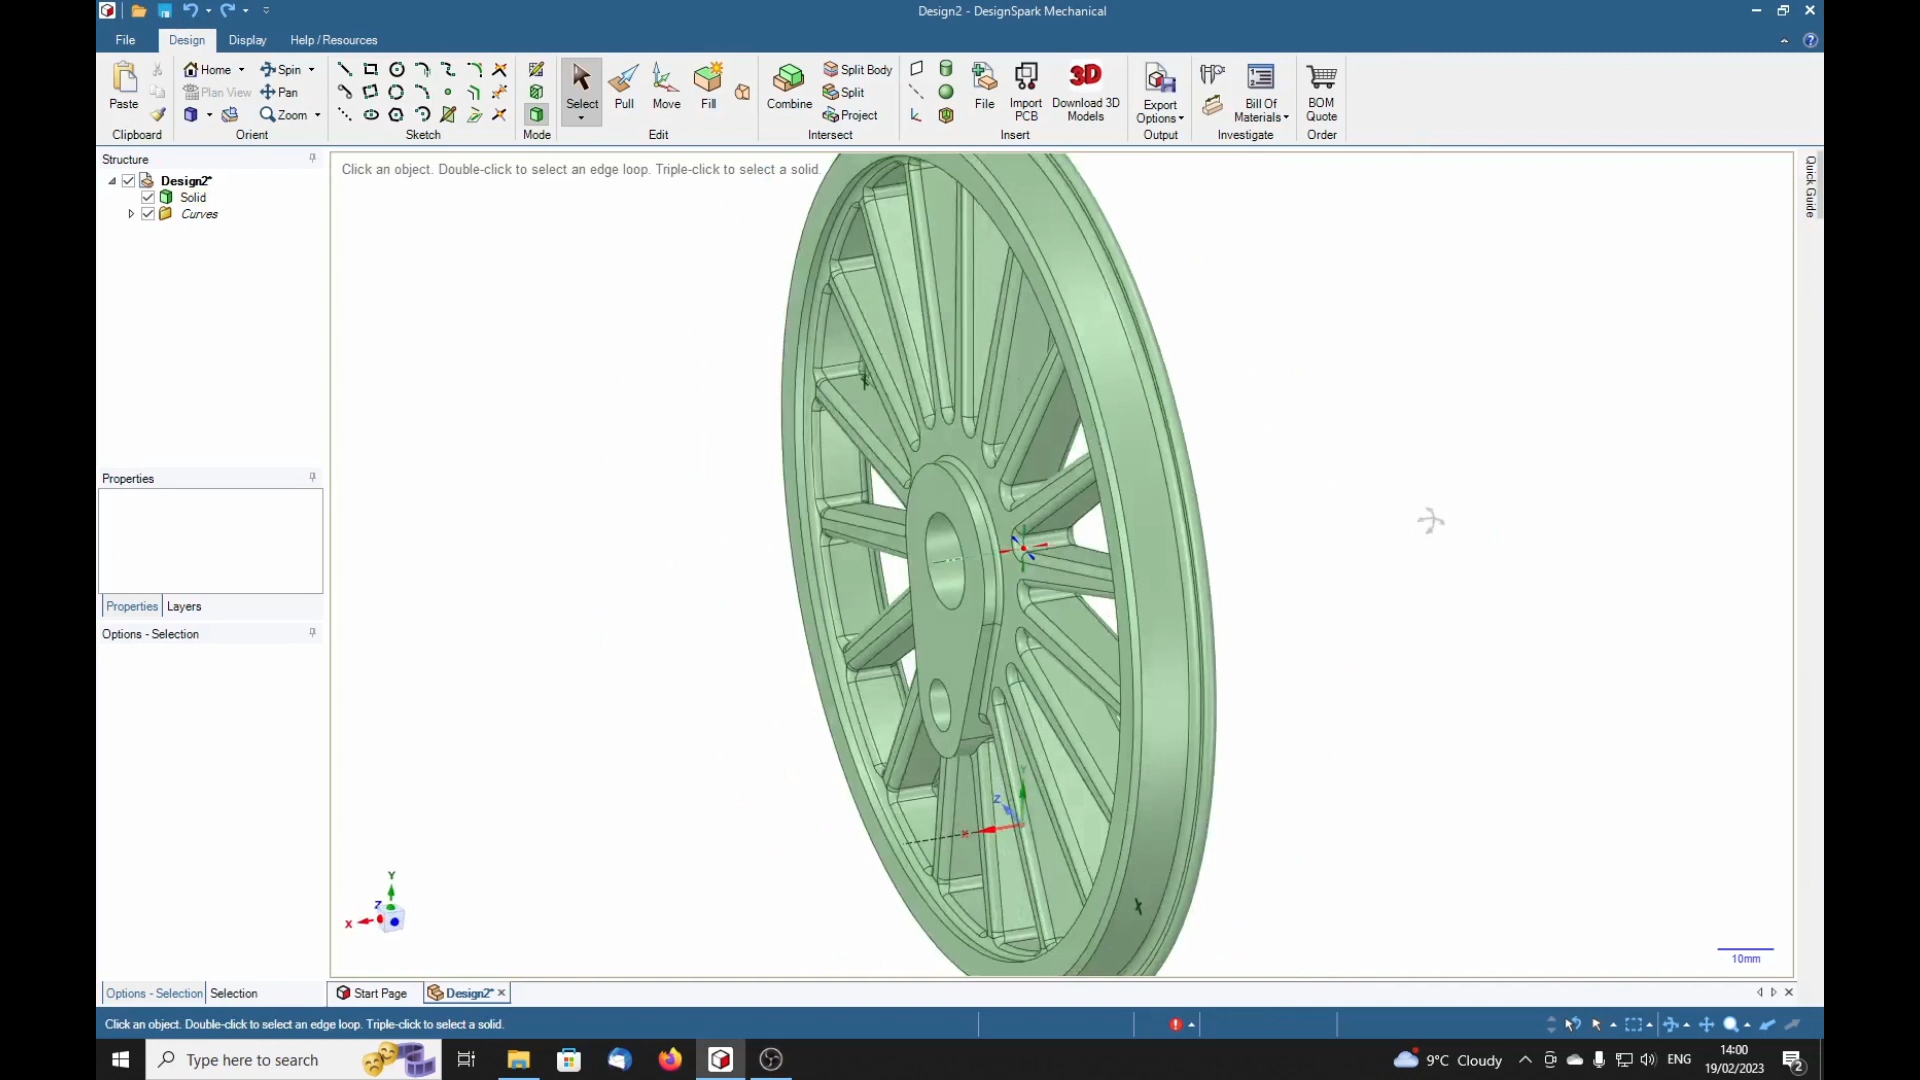 Design2 - DesignSpark Mechanical
File Design Display Help / Resources
Paste
Clipboard
Home Spin
Plan View Pan
Zoom
Orient
Sketch
Mode
Select Pull Move Fill
Edit
Combine
Split Body
Split
Project
Intersect
File
Import PCB
3D
Download 3D Models
Insert
Export Options
Output
Bill Of Materials
Investigate
BOM Quote
Order
Structure
Design2*
Solid
Curves
Click an object. Double-click to select an edge loop. Triple-click to select a solid.
Quick Guide
Properties
Properties Layers
Options - Selection
Z
Y
X
Y
Z
X
10mm
Options - Selection Selection
Start Page Design2*
Click an object. Double-click to select an edge loop. Triple-click to select a solid.
Type here to search
9°C Cloudy
ENG
14:00
19/02/2023
2